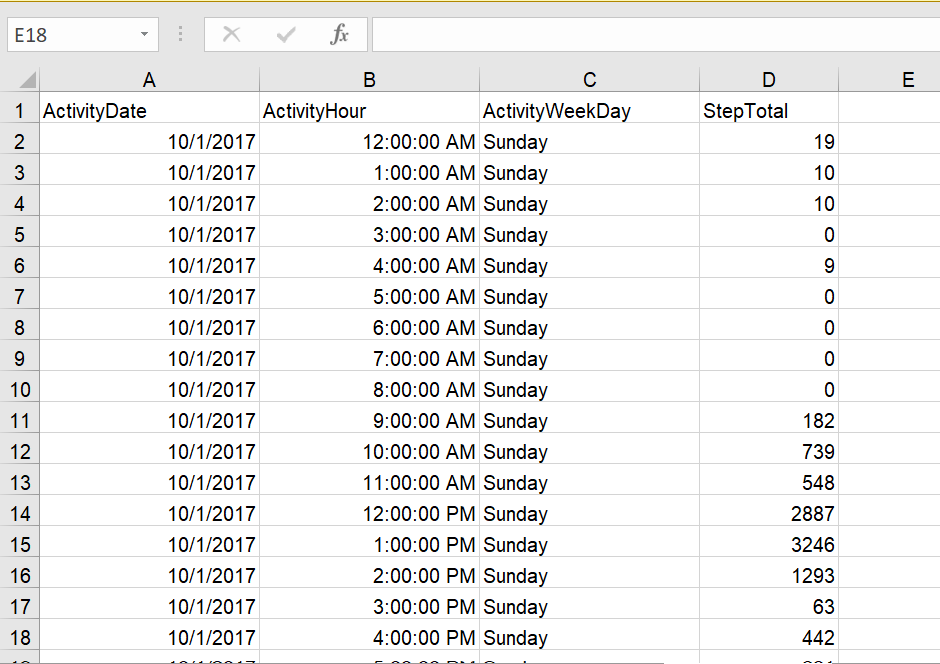 E18 fx
A B C D E
1 ActivityDate ActivityHour ActivityWeekDay StepTotal
2 10/1/2017 12:00:00 AM Sunday 19
3 10/1/2017 1:00:00 AM Sunday 10
4 10/1/2017 2:00:00 AM Sunday 10
5 10/1/2017 3:00:00 AM Sunday 0
6 10/1/2017 4:00:00 AM Sunday 9
7 10/1/2017 5:00:00 AM Sunday 0
8 10/1/2017 6:00:00 AM Sunday 0
9 10/1/2017 7:00:00 AM Sunday 0
10 10/1/2017 8:00:00 AM Sunday 0
11 10/1/2017 9:00:00 AM Sunday 182
12 10/1/2017 10:00:00 AM Sunday 739
13 10/1/2017 11:00:00 AM Sunday 548
14 10/1/2017 12:00:00 PM Sunday 2887
15 10/1/2017 1:00:00 PM Sunday 3246
16 10/1/2017 2:00:00 PM Sunday 1293
17 10/1/2017 3:00:00 PM Sunday 63
18 10/1/2017 4:00:00 PM Sunday 442